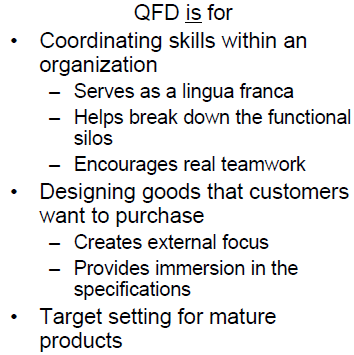 QFD is for
• Coordinating skills within an
organization
– Serves as a lingua franca
– Helps break down the functional
silos
– Encourages real teamwork
• Designing goods that customers
want to purchase
– Creates external focus
– Provides immersion in the
specifications
• Target setting for mature
products